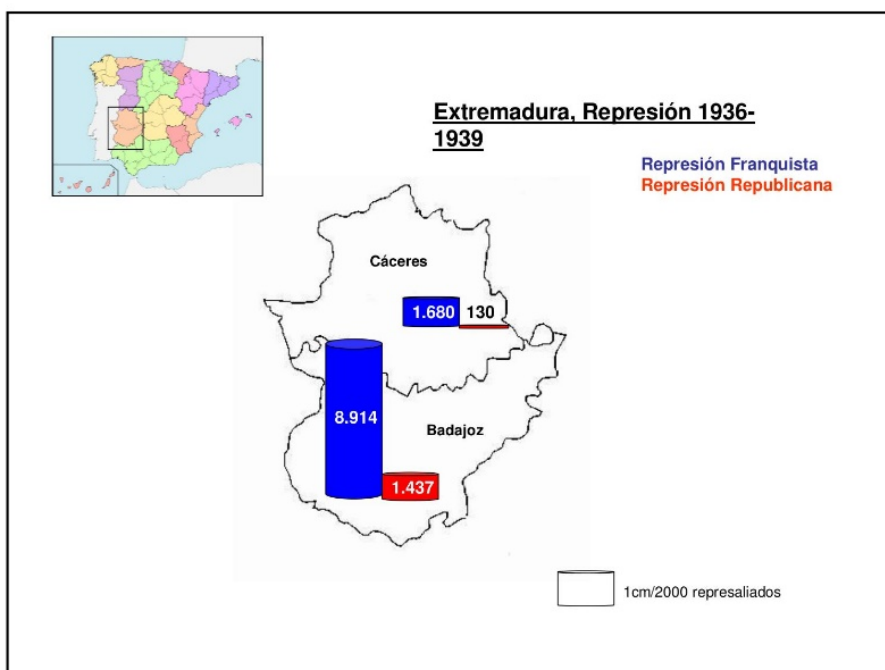 Extremadura, Represión 1936-
1939
Represión Franquista
Represión Republicana
Cáceres
1.680
130
8.914
Badajoz
1.437
1cm/2000 represaliados